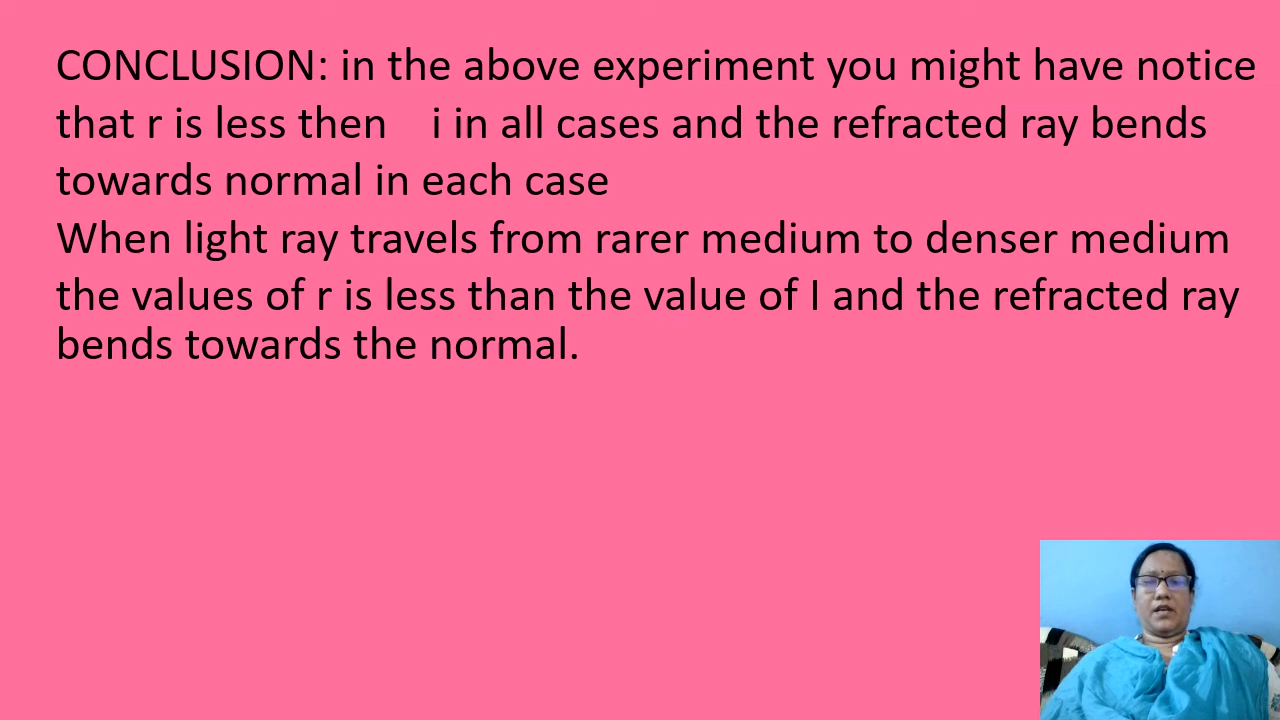 CONCLUSION: in the above experiment you might have notice
that r is less then i in all cases and the refracted ray bends
towards normal in each case
When light ray travels from rarer medium to denser medium
the values of r is less than the value of I and the refracted ray
bends towards the normal.